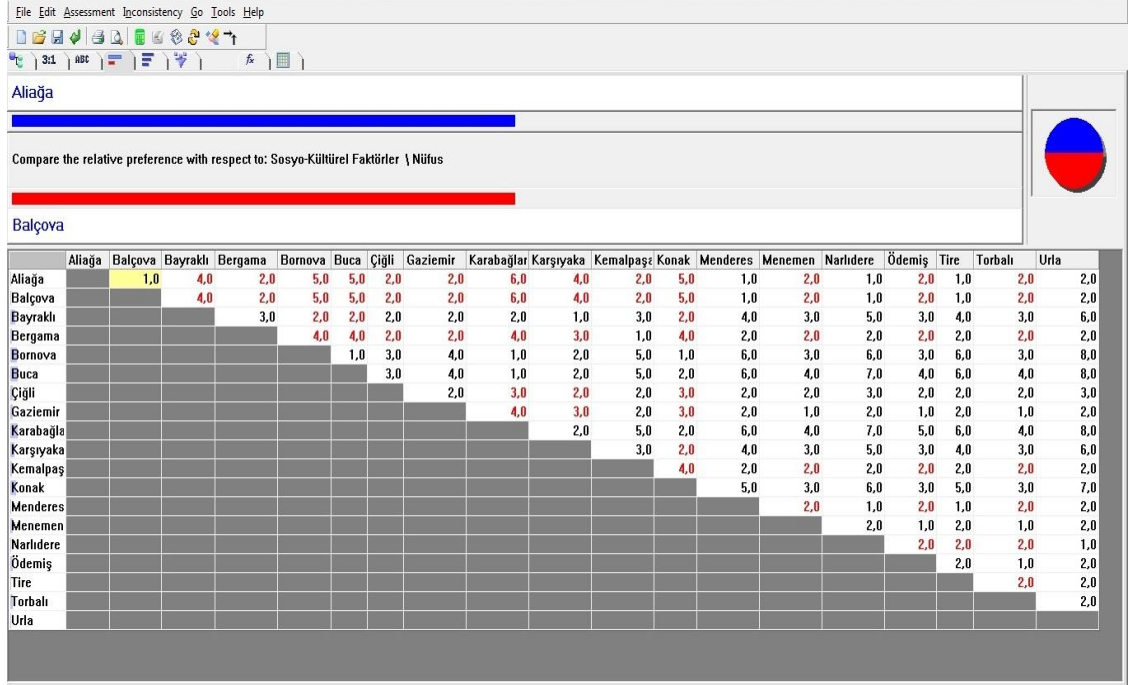 File Edit Assessment Inconsistency Go Tools Help
3:1 ABC fx
Aliağa
Compare the relative preference with respect to: Sosyo-Kültürel Faktörler \ Nüfus
Balçova
Aliağa Balçova Bayraklı Bergama Bornova Buca Çiğli Gaziemir Karabağlar Karşıyaka Kemalpaşa Konak Menderes Menemen Narlıdere Ödemiş Tire Torbalı Urla
Aliağa 1,0 4,0 2,0 5,0 5,0 2,0 2,0 6,0 4,0 2,0 5,0 1,0 2,0 1,0 2,0 1,0 2,0 2,0
Balçova 4,0 2,0 5,0 5,0 2,0 2,0 6,0 4,0 2,0 5,0 1,0 2,0 1,0 2,0 1,0 2,0 2,0
Bayraklı 3,0 2,0 2,0 2,0 2,0 2,0 1,0 3,0 2,0 4,0 3,0 5,0 3,0 4,0 3,0 6,0
Bergama 4,0 4,0 2,0 2,0 4,0 3,0 1,0 4,0 2,0 2,0 2,0 2,0 2,0 2,0 2,0
Bornova 1,0 3,0 4,0 1,0 2,0 5,0 1,0 6,0 3,0 6,0 3,0 6,0 3,0 8,0
Buca 3,0 4,0 1,0 2,0 5,0 2,0 6,0 4,0 7,0 4,0 6,0 4,0 8,0
Çiğli 2,0 3,0 2,0 2,0 3,0 2,0 2,0 3,0 2,0 2,0 2,0 3,0
Gaziemir 4,0 3,0 2,0 3,0 2,0 1,0 2,0 1,0 2,0 1,0 2,0
Karabağla 2,0 5,0 2,0 6,0 4,0 7,0 5,0 6,0 4,0 8,0
Karşıyaka 3,0 2,0 4,0 3,0 5,0 3,0 4,0 3,0 6,0
Kemalpaş 4,0 2,0 2,0 2,0 2,0 2,0 2,0 2,0
Konak 5,0 3,0 6,0 3,0 5,0 3,0 7,0
Menderes 2,0 1,0 2,0 1,0 2,0 2,0
Menemen 2,0 1,0 2,0 1,0 2,0
Narlıdere 2,0 2,0 2,0 1,0
Ödemiş 2,0 1,0 2,0
Tire 2,0 2,0
Torbalı 2,0
Urla